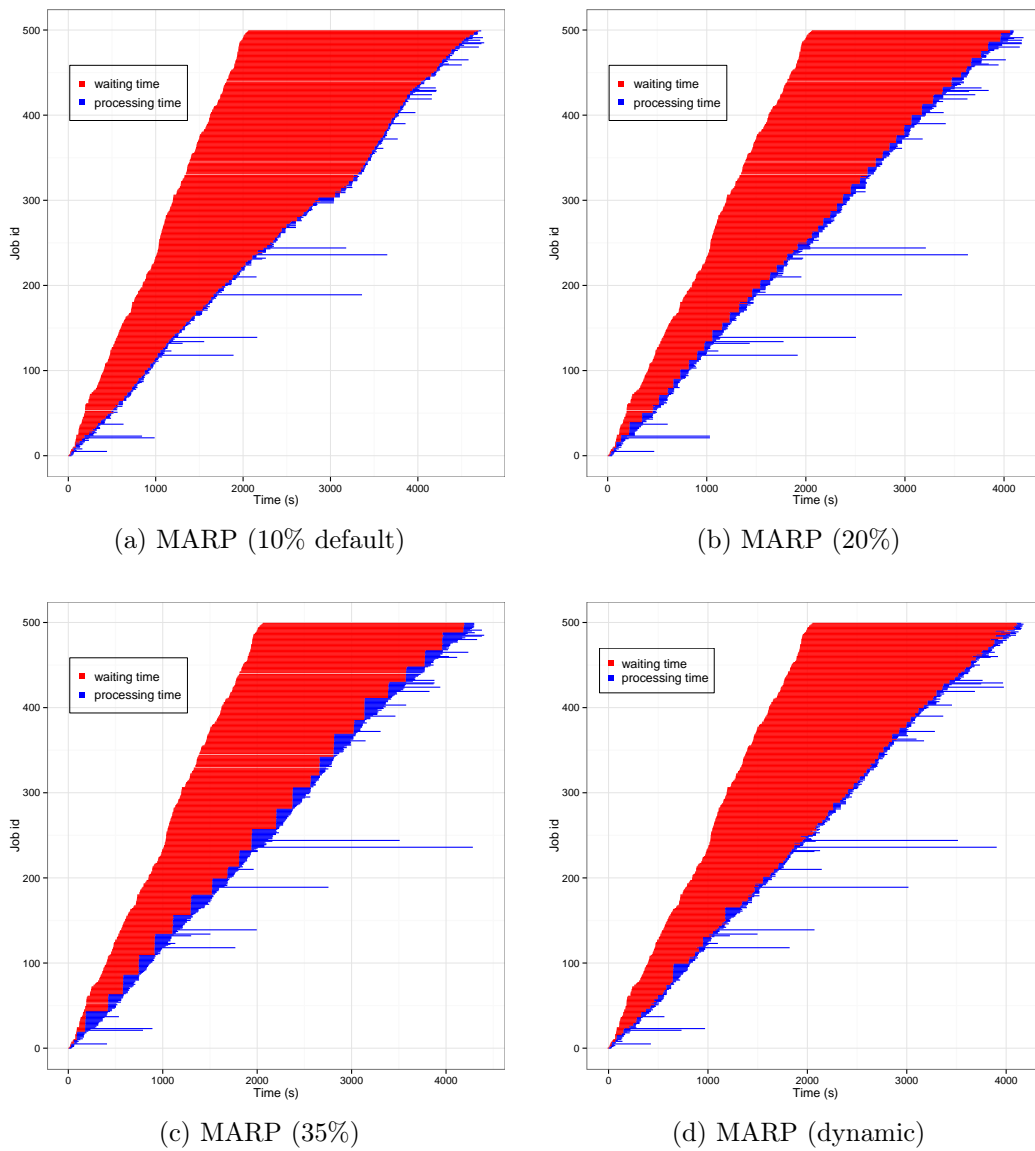 500
400
300
200
100
0
Job id
waiting time
processing time
0 1000 2000 3000 4000
Time (s)
(a) MARP (10% default)
500
400
300
200
100
0
Job id
waiting time
processing time
0 1000 2000 3000 4000
Time (s)
(b) MARP (20%)
500
400
300
200
100
0
Job id
waiting time
processing time
0 1000 2000 3000 4000
Time (s)
(c) MARP (35%)
500
400
300
200
100
0
Job id
waiting time
processing time
0 1000 2000 3000 4000
Time (s)
(d) MARP (dynamic)